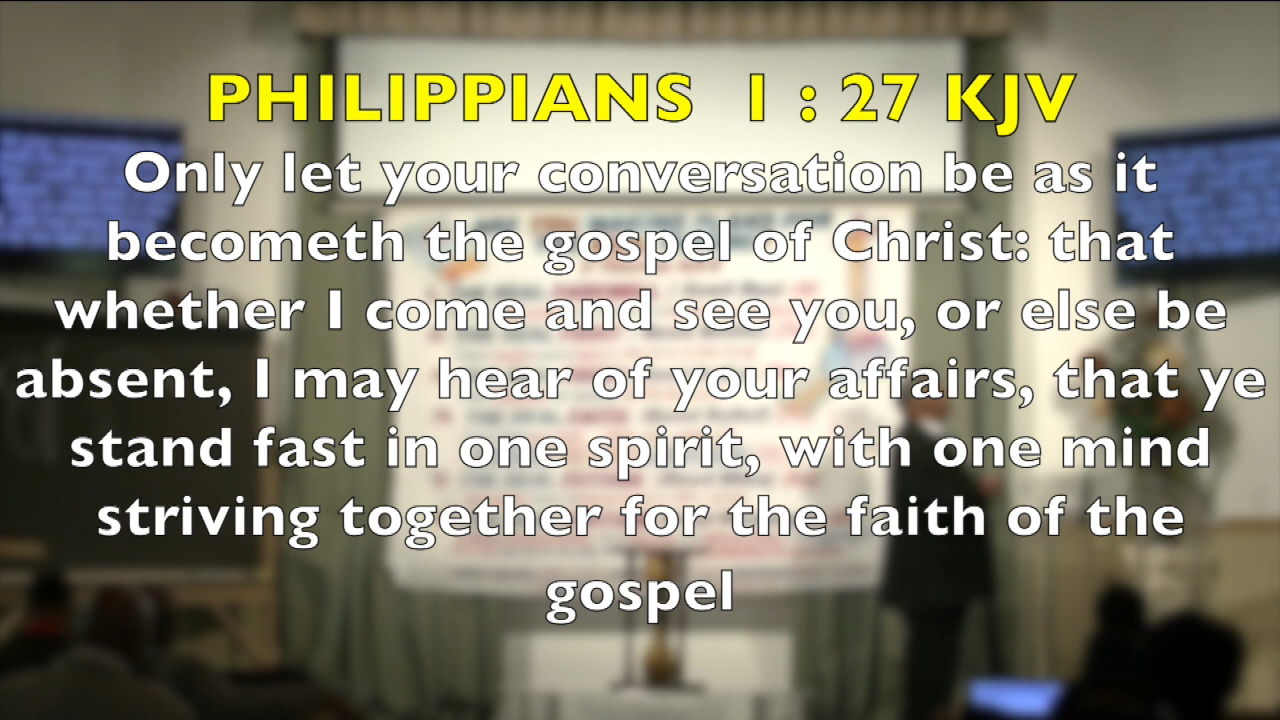 PHILIPPIANS 1 : 27 KJV
Only let your conversation be as it
becometh the gospel of Christ: that
whether I come and see you, or else be
absent, I may hear of your affairs, that ye
stand fast in one spirit, with one mind
striving together for the faith of the
gospel